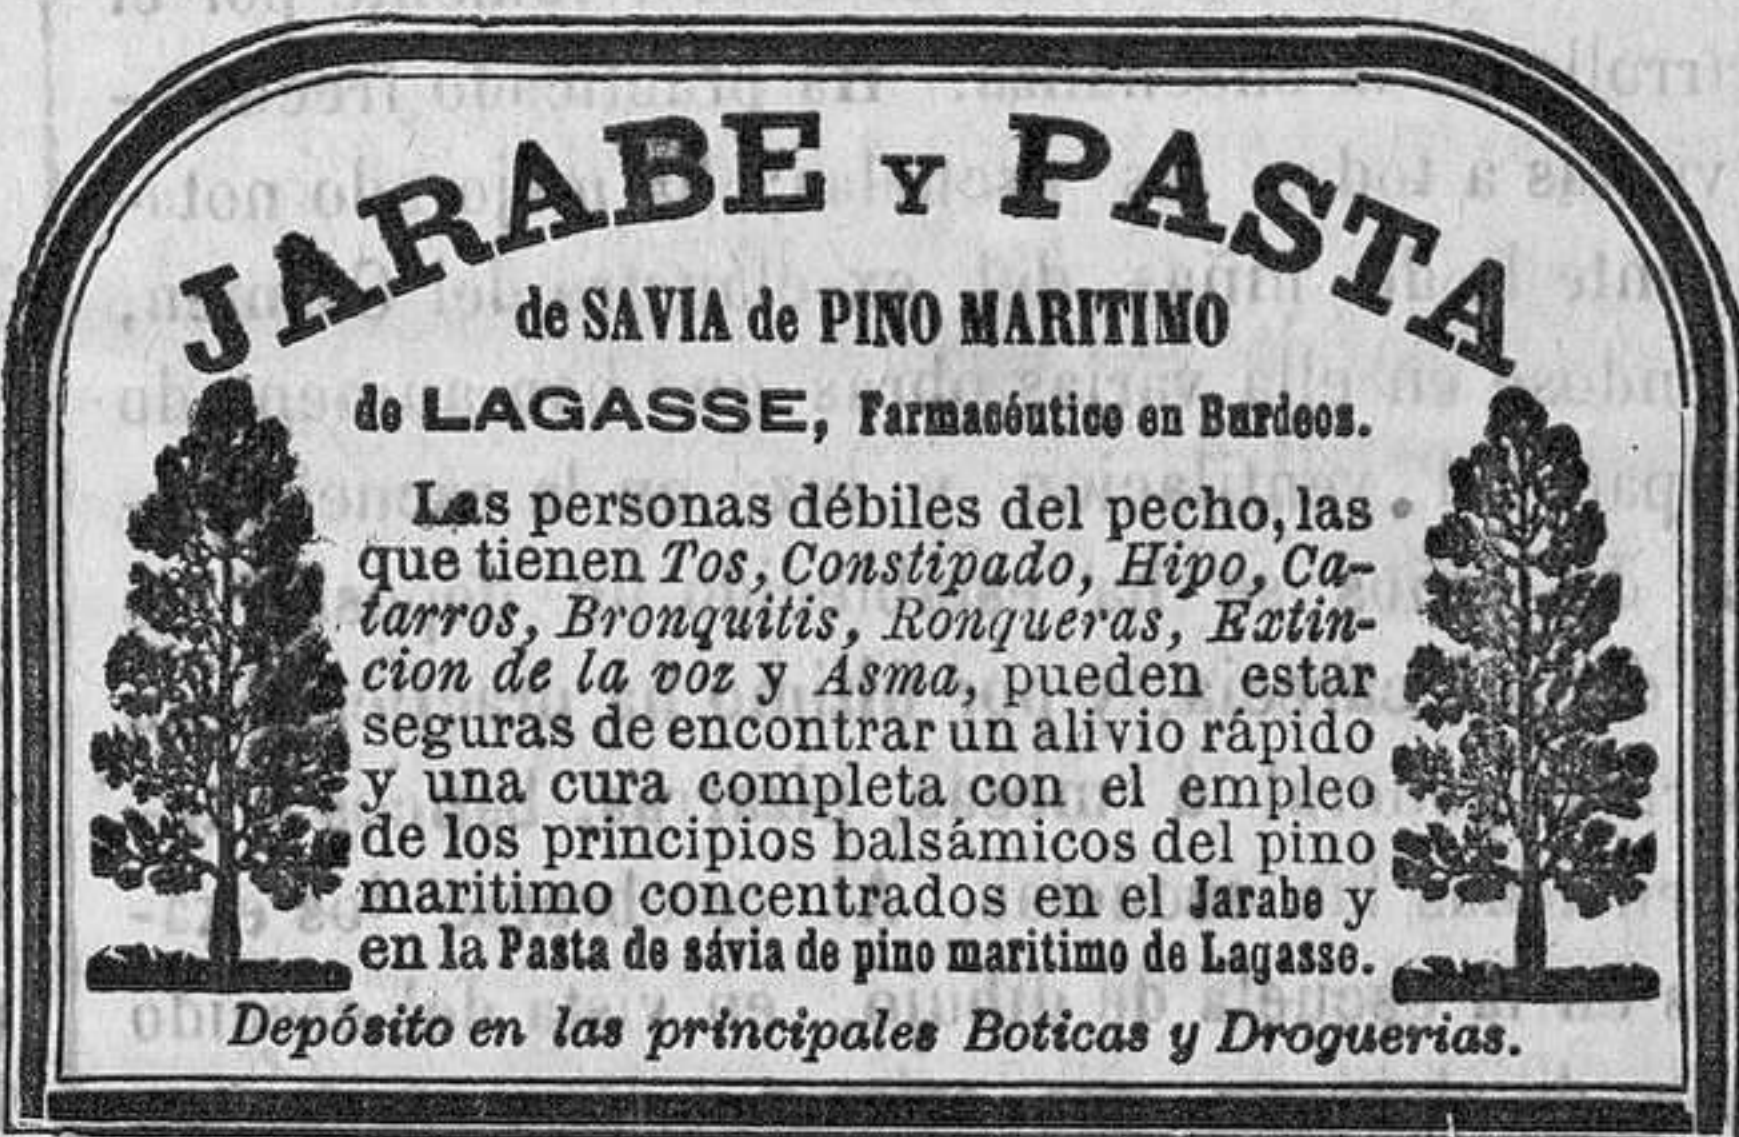 JARABE Y PASTA
de SAVIA de PINO MARITIMO
de LAGASSE, Farmacéutico en Burdeos.
Las personas débiles del pecho, las
que tienen Tos, Constipado, Hipo, Ca-
tarros, Bronquitis, Ronqueras, Extin-
cion de la voz y Asma, pueden estar
seguras de encontrar un alivio rápido
y una cura completa con el empleo
de los principios balsámicos del pino
maritimo concentrados en el Jarabe y
en la Pasta de sávia de pino maritimo de Lagasse.
Depósito en las principales Boticas y Droguerias.